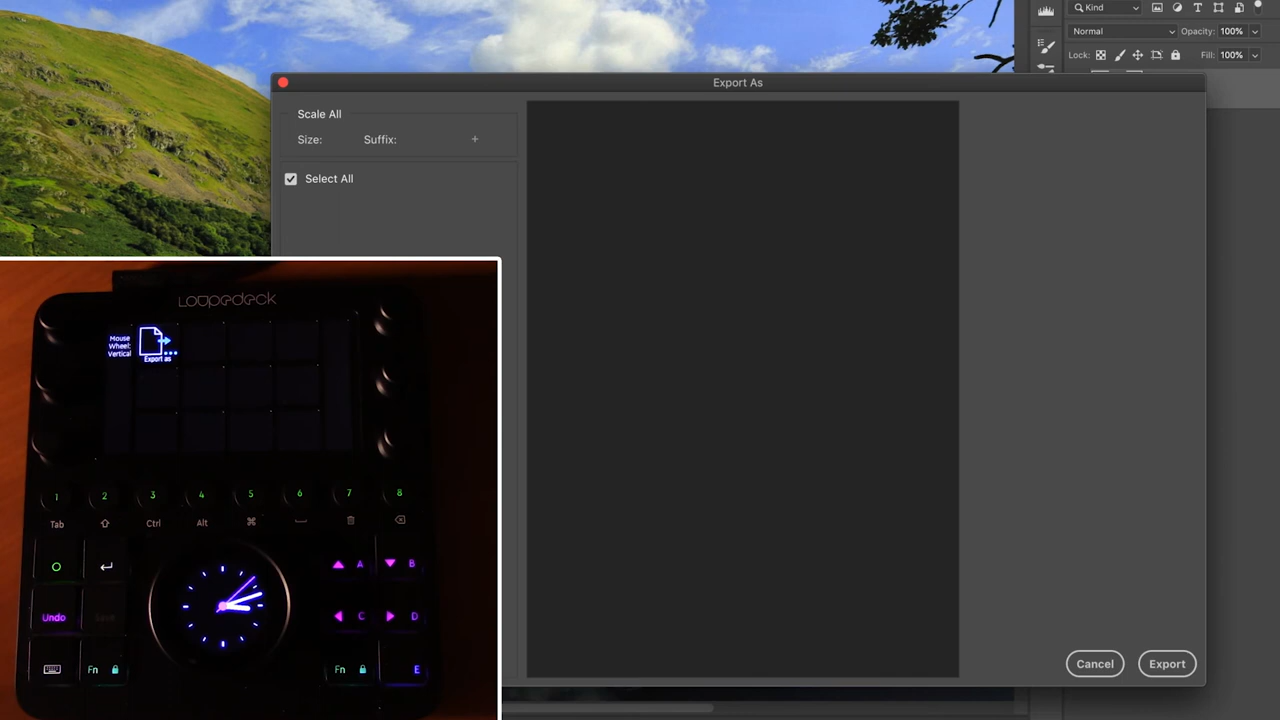 Kind
Normal
Opacity: 100%
Lock:
Fill: 100%
Export As
Scale All
Size:
Suffix:
+
Select All
Loupedeck
Mouse
Wheel:
Vertical
Export as
1 2 3 4 5 6 7 8
Tab
Ctrl
Alt
⌘
A
B
Undo
C
D
Fn
Fn
E
Cancel
Export